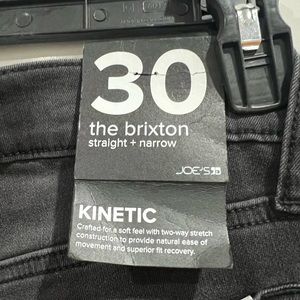 30
the brixton
straight + narrow
JOE'S
KINETIC
Crafted for a soft feel with two-way stretch
construction to provide natural ease of
movement and superior fit recovery.